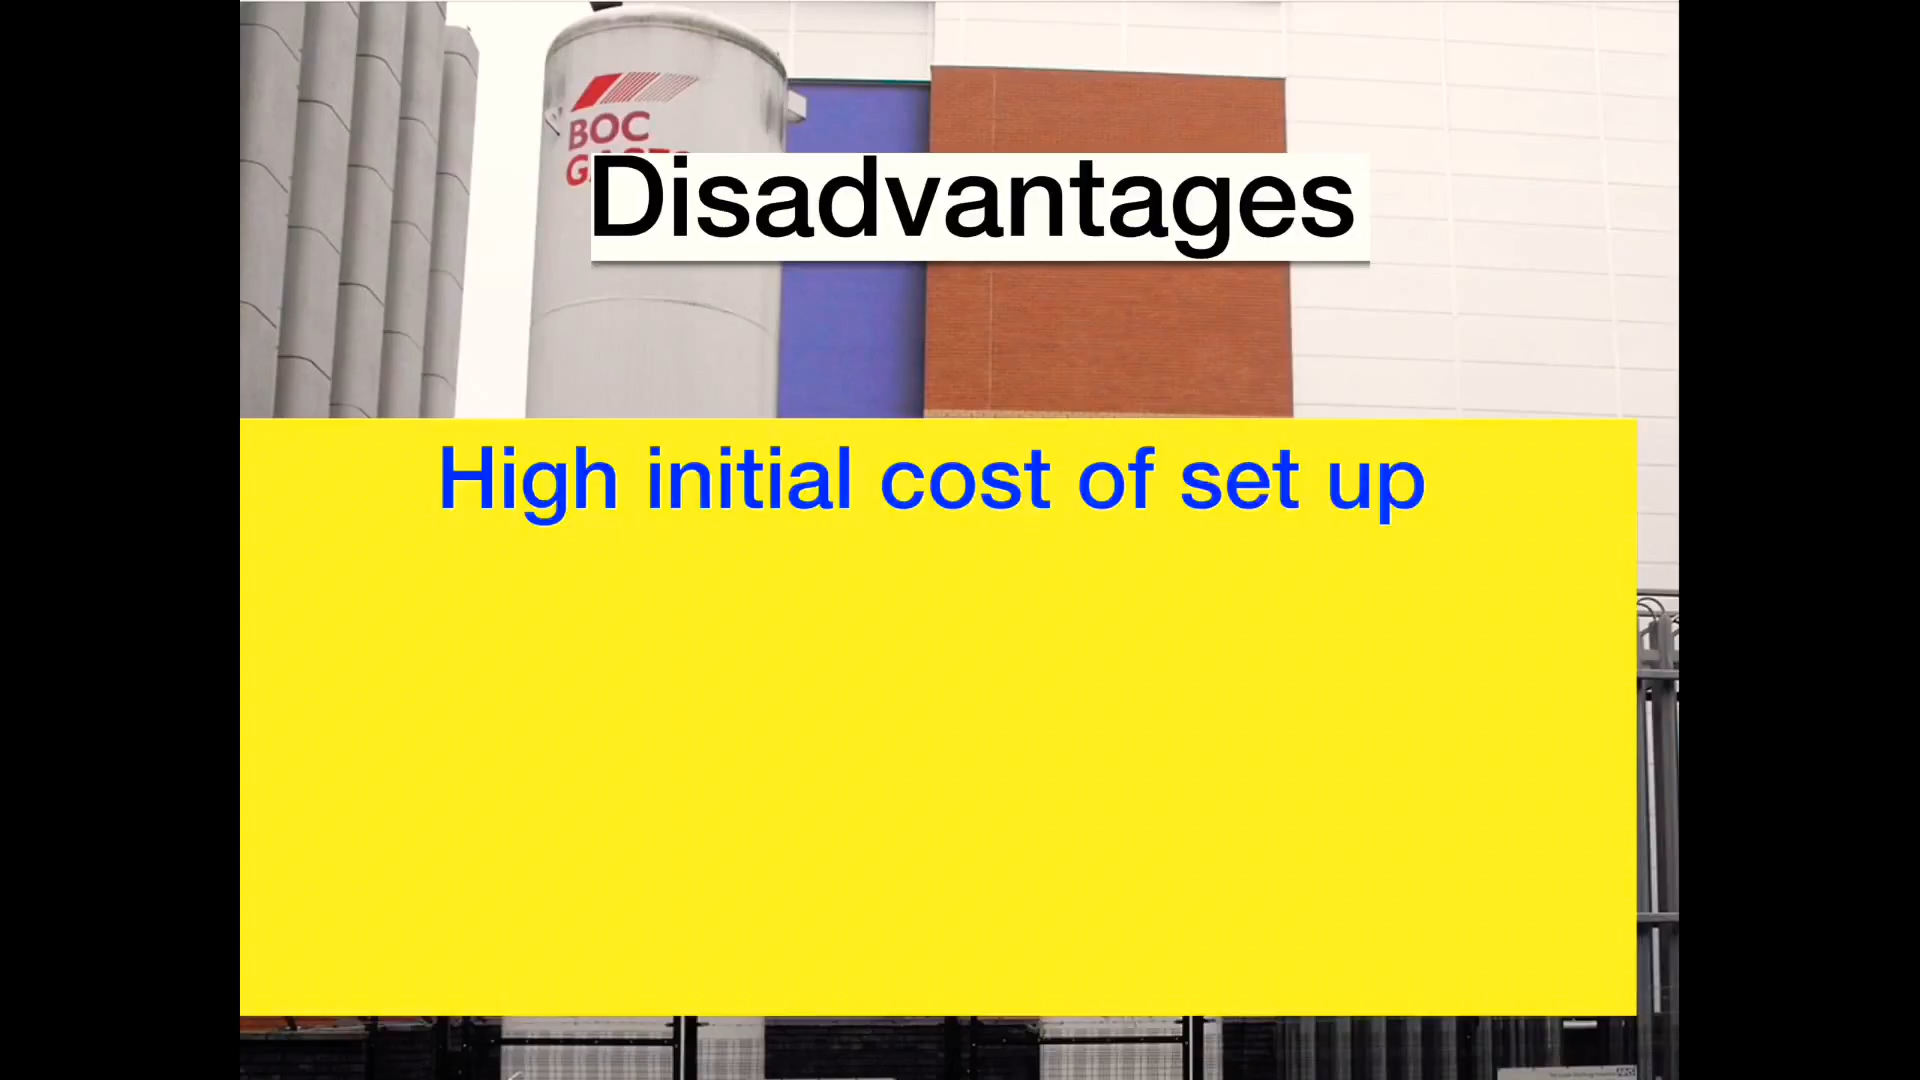 BOC
Disadvantages
High initial cost of set up